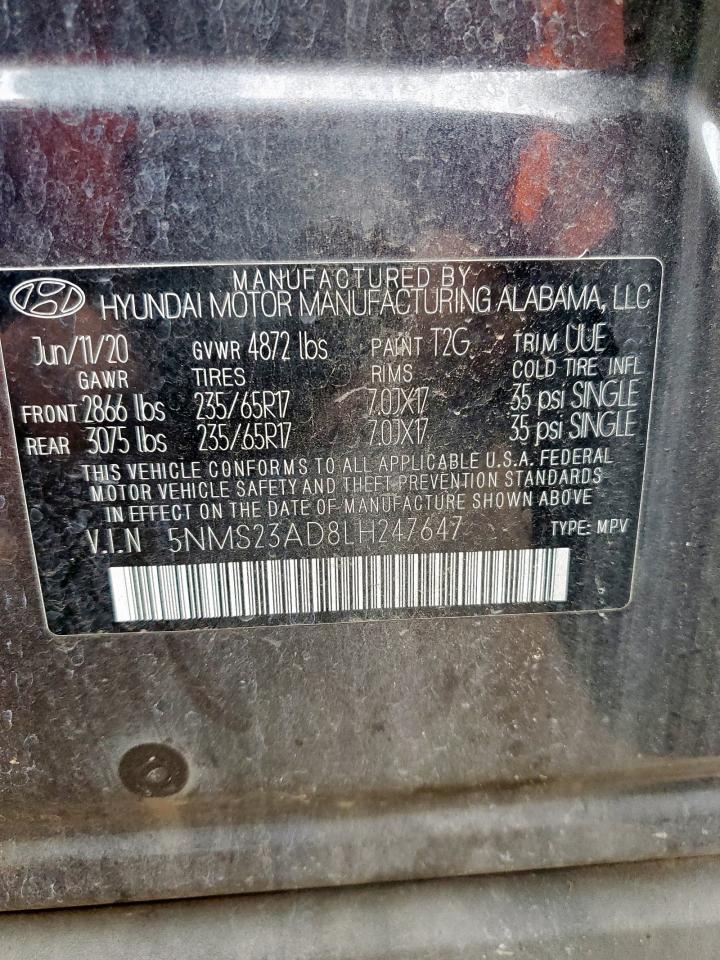 MANUFACTURED BY
HYUNDAI MOTOR MANUFACTURING ALABAMA, LLC
Jun/11/20 GVWR 4872 lbs PAINT T2G TRIM UUE
GAWR TIRES RIMS COLD TIRE INFL
FRONT 2866 lbs 235/65R17 7.0JX17 35 psi SINGLE
REAR 3075 lbs 235/65R17 7.0JX17 35 psi SINGLE
THIS VEHICLE CONFORMS TO ALL APPLICABLE U.S.A. FEDERAL
MOTOR VEHICLE SAFETY AND THEFT PREVENTION STANDARDS
IN EFFECT ON THE DATE OF MANUFACTURE SHOWN ABOVE
V.I.N 5NMS23AD8LH247647 TYPE: MPV